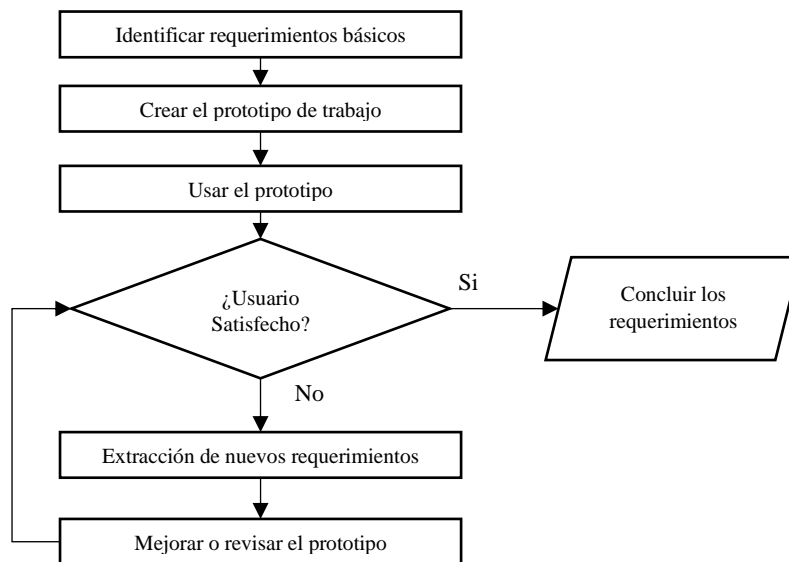 Identificar requerimientos básicos
Crear el prototipo de trabajo
Usar el prototipo
¿Usuario
Satisfecho?
Si
Concluir los
requerimientos
No
Extracción de nuevos requerimientos
Mejorar o revisar el prototipo